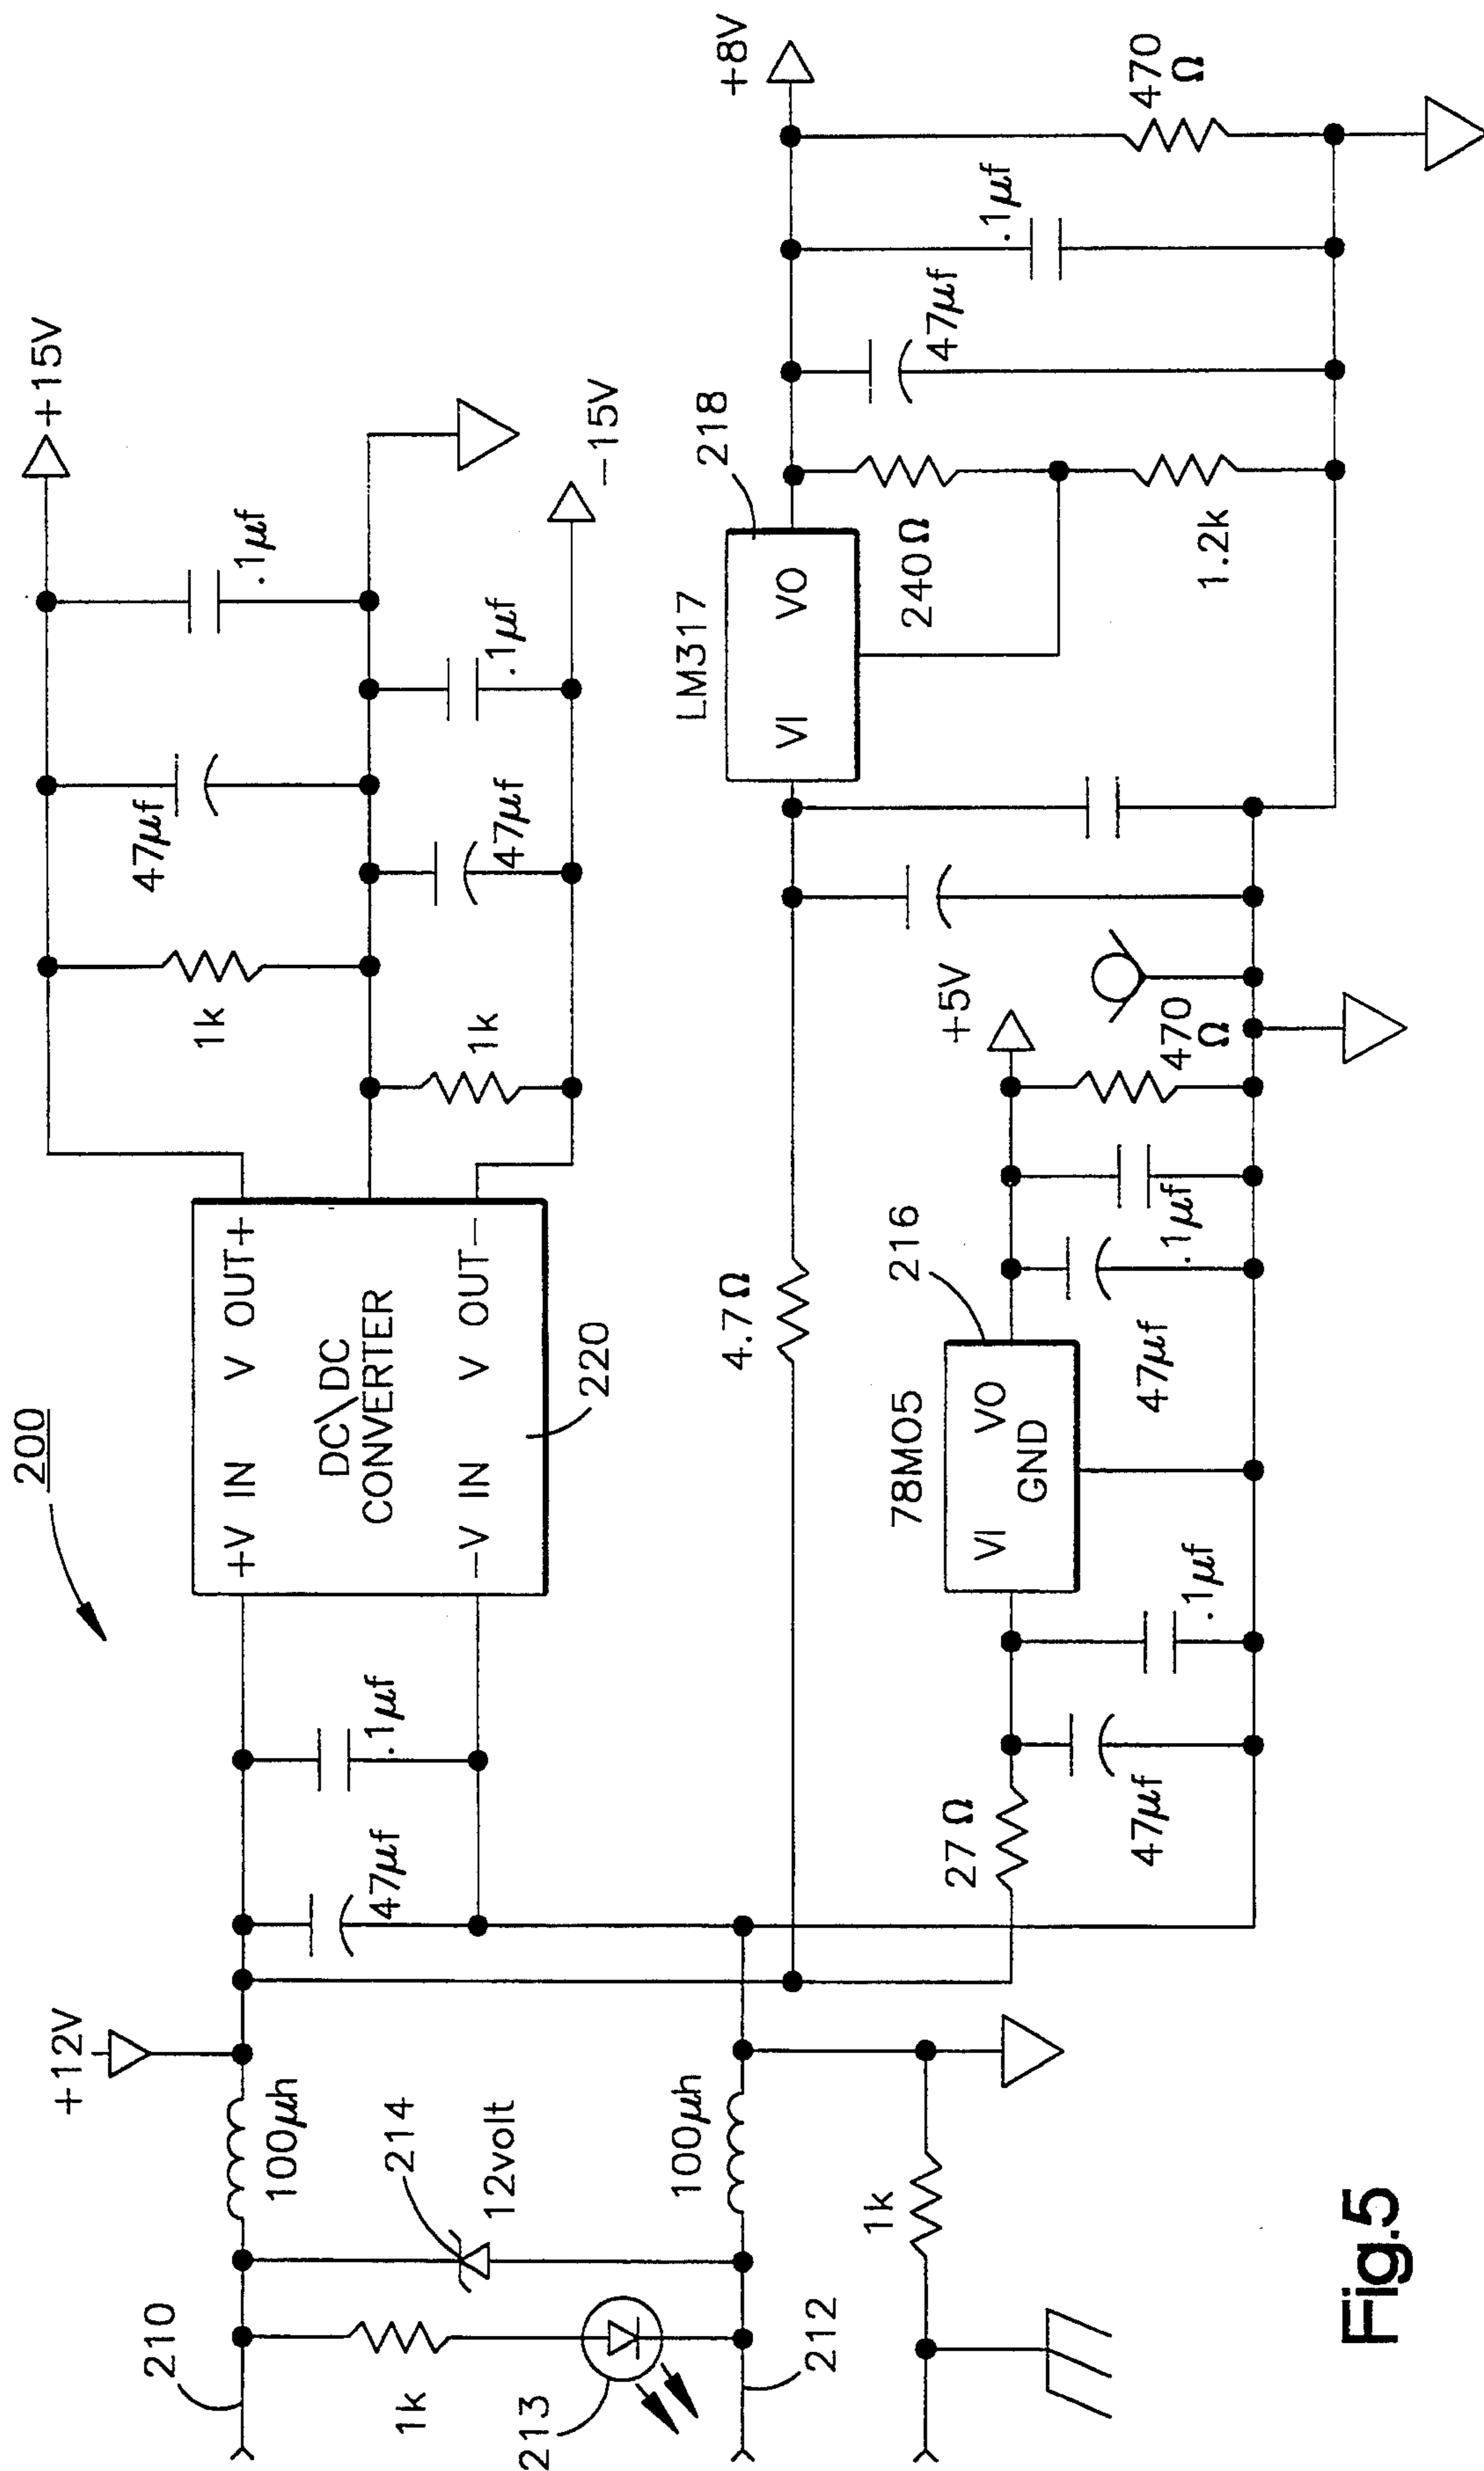 200
+12V
210
100µh
214
12volt
1k
213
100µh
212
1k
47µf
.1µf
+V IN V OUT+
DC\DC
CONVERTER
-V IN V OUT-
220
1k
47µf
.1µf
+15V
1k
47µf
.1µf
-15V
4.7Ω
LM317
218
VI VO
240Ω
1.2k
47µf
.1µf
+8V
470
Ω
27Ω
47µf
.1µf
78M05
216
VI VO
GND
47µf
.1µf
+5V
470
Ω
Fig.5